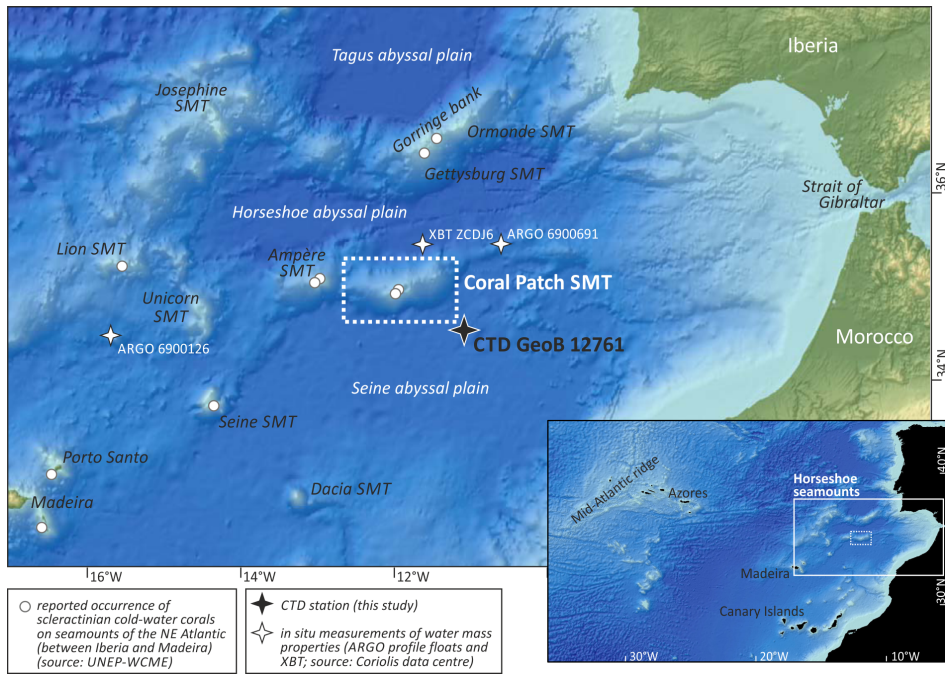 Tagus abyssal plain
Iberia
Josephine
SMT
Gorringe bank
Ormonde SMT
Gettysburg SMT
36°N
Strait of
Gibraltar
Horseshoe abyssal plain
XBT ZCDJ6
ARGO 6900691
Lion SMT
Ampère
SMT
Coral Patch SMT
Unicorn
SMT
ARGO 6900126
CTD GeoB 12761
Morocco
34°N
Seine abyssal plain
Seine SMT
Porto Santo
Dacia SMT
Madeira
16°W
14°W
12°W
40°N
Horseshoe
seamounts
Mid-Atlantic ridge
Azores
Madeira
30°N
Canary Islands
30°W
20°W
10°W
reported occurrence of
scleractinian cold-water corals
on seamounts of the NE Atlantic
(between Iberia and Madeira)
(source: UNEP-WCME)
CTD station (this study)
in situ measurements of water mass
properties (ARGO profile floats and
XBT; source: Coriolis data centre)